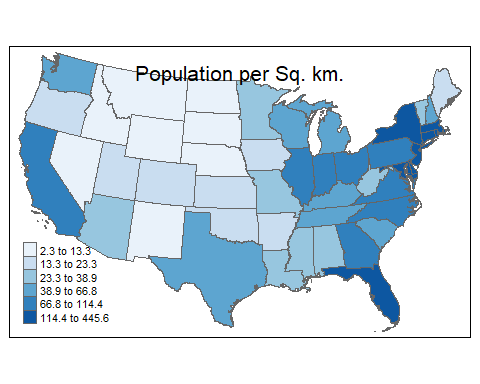 Population per Sq. km.
2.3 to 13.3
13.3 to 23.3
23.3 to 38.9
38.9 to 66.8
66.8 to 114.4
114.4 to 445.6